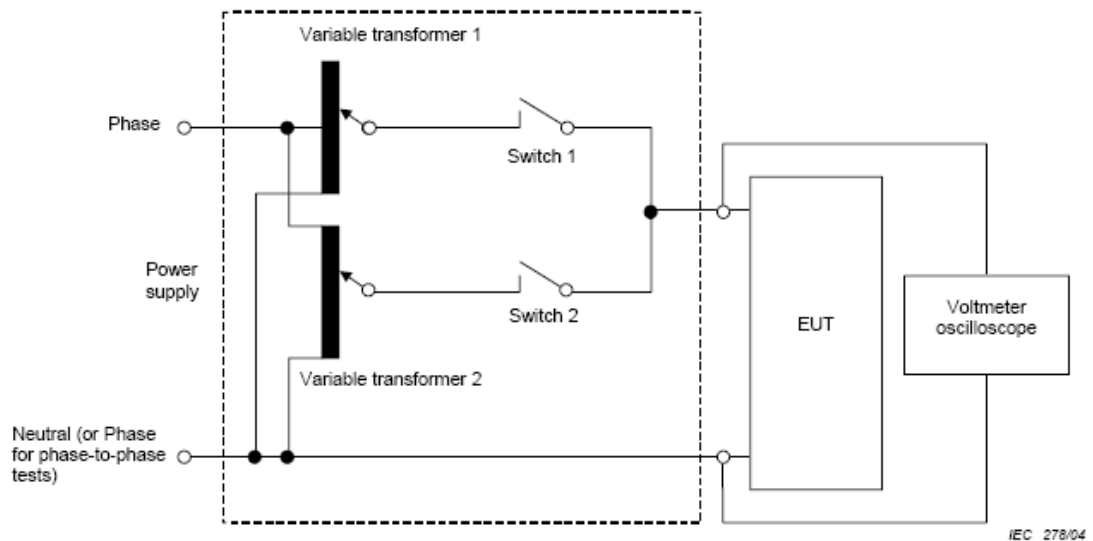 Variable transformer 1
Phase
Switch 1
Power
supply
Switch 2
EUT
Voltmeter
oscilloscope
Variable transformer 2
Neutral (or Phase
for phase-to-phase
tests)
IEC 278/04